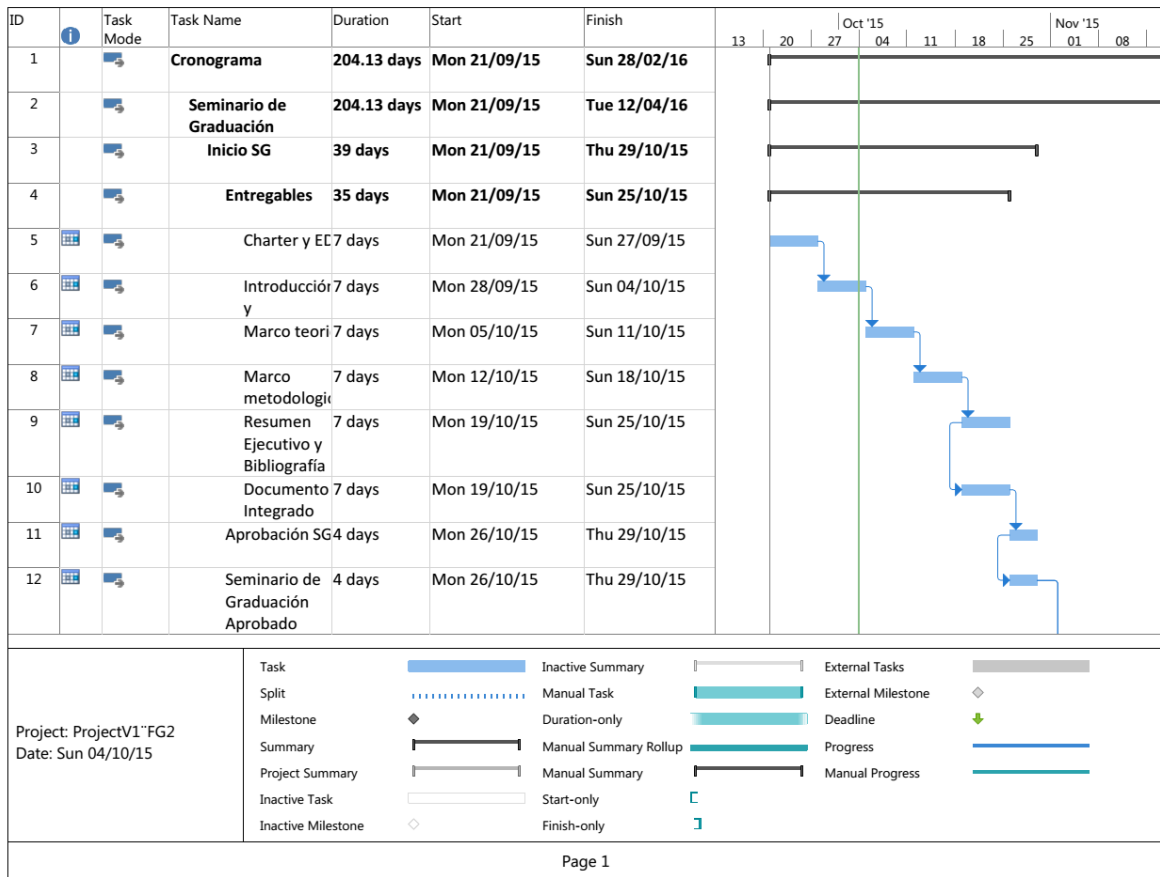 ID Task Mode Task Name Duration Start Finish
Oct '15 Nov '15
13 20 27 04 11 18 25 01 08
1 Cronograma 204.13 days Mon 21/09/15 Sun 28/02/16
2 Seminario de Graduación 204.13 days Mon 21/09/15 Tue 12/04/16
3 Inicio SG 39 days Mon 21/09/15 Thu 29/10/15
4 Entregables 35 days Mon 21/09/15 Sun 25/10/15
5 Charter y ED 7 days Mon 21/09/15 Sun 27/09/15
6 Introducción y 7 days Mon 28/09/15 Sun 04/10/15
7 Marco teori 7 days Mon 05/10/15 Sun 11/10/15
8 Marco metodologi 7 days Mon 12/10/15 Sun 18/10/15
9 Resumen Ejecutivo y Bibliografía 7 days Mon 19/10/15 Sun 25/10/15
10 Documento Integrado 7 days Mon 19/10/15 Sun 25/10/15
11 Aprobación SG 4 days Mon 26/10/15 Thu 29/10/15
12 Seminario de Graduación Aprobado 4 days Mon 26/10/15 Thu 29/10/15
Project: ProjectV1¨FG2
Date: Sun 04/10/15
Task
Split
Milestone
Summary
Project Summary
Inactive Task
Inactive Milestone
Inactive Summary
Manual Task
Duration-only
Manual Summary Rollup
Manual Summary
Start-only
Finish-only
External Tasks
External Milestone
Deadline
Progress
Manual Progress
Page 1